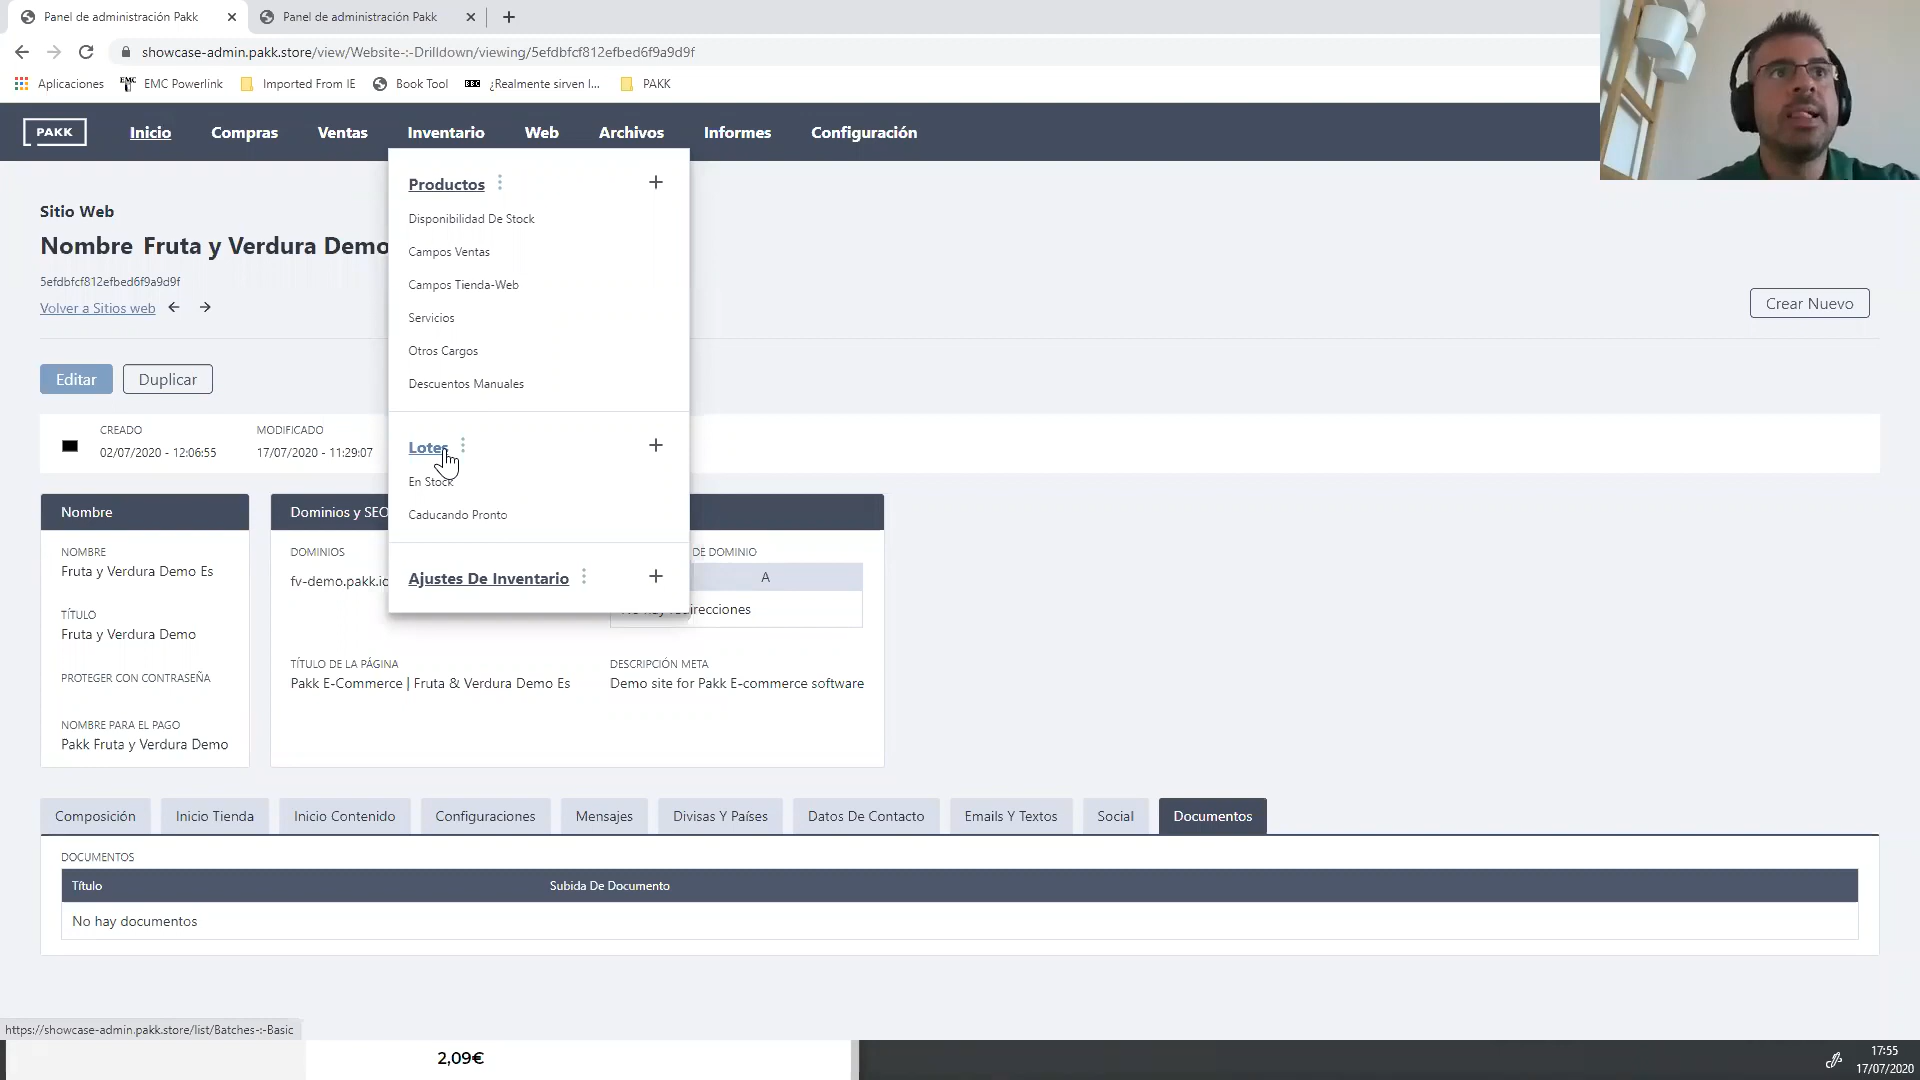 Panel de administración Pakk
Panel de administración Pakk
showcase-admin.pakk.store/view/Website-:-Drilldown/viewing/5efdbfcf812efbed6f9a9d9f
Aplicaciones
EMC Powerlink
Imported From IE
Book Tool
BBC
¿Realmente sirven l...
PAKK
PAKK
Inicio
Compras
Ventas
Inventario
Web
Archivos
Informes
Configuración
Productos
Disponibilidad De Stock
Campos Ventas
Campos Tienda-Web
Servicios
Otros Cargos
Descuentos Manuales
Lotes
En Stock
Caducando Pronto
Ajustes De Inventario
Sitio Web
Nombre Fruta y Verdura Demo
5efdbfcf812efbed6f9a9d9f
Volver a Sitios web
Crear Nuevo
Editar
Duplicar
CREADO
02/07/2020 - 12:06:55
MODIFICADO
17/07/2020 - 11:29:07
Nombre
NOMBRE
Fruta y Verdura Demo Es
TÍTULO
Fruta y Verdura Demo
PROTEGER CON CONTRASEÑA
NOMBRE PARA EL PAGO
Pakk Fruta y Verdura Demo
Dominios y SEO
DOMINIOS
fv-demo.pakk.io
DE DOMINIO
A
No hay redirecciones
TÍTULO DE LA PÁGINA
Pakk E-Commerce | Fruta & Verdura Demo Es
DESCRIPCIÓN META
Demo site for Pakk E-commerce software
Composición
Inicio Tienda
Inicio Contenido
Configuraciones
Mensajes
Divisas Y Países
Datos De Contacto
Emails Y Textos
Social
Documentos
DOCUMENTOS
Título
Subida De Documento
No hay documentos
https://showcase-admin.pakk.store/list/Batches-:-Basic
2,09€
17:55
17/07/2020